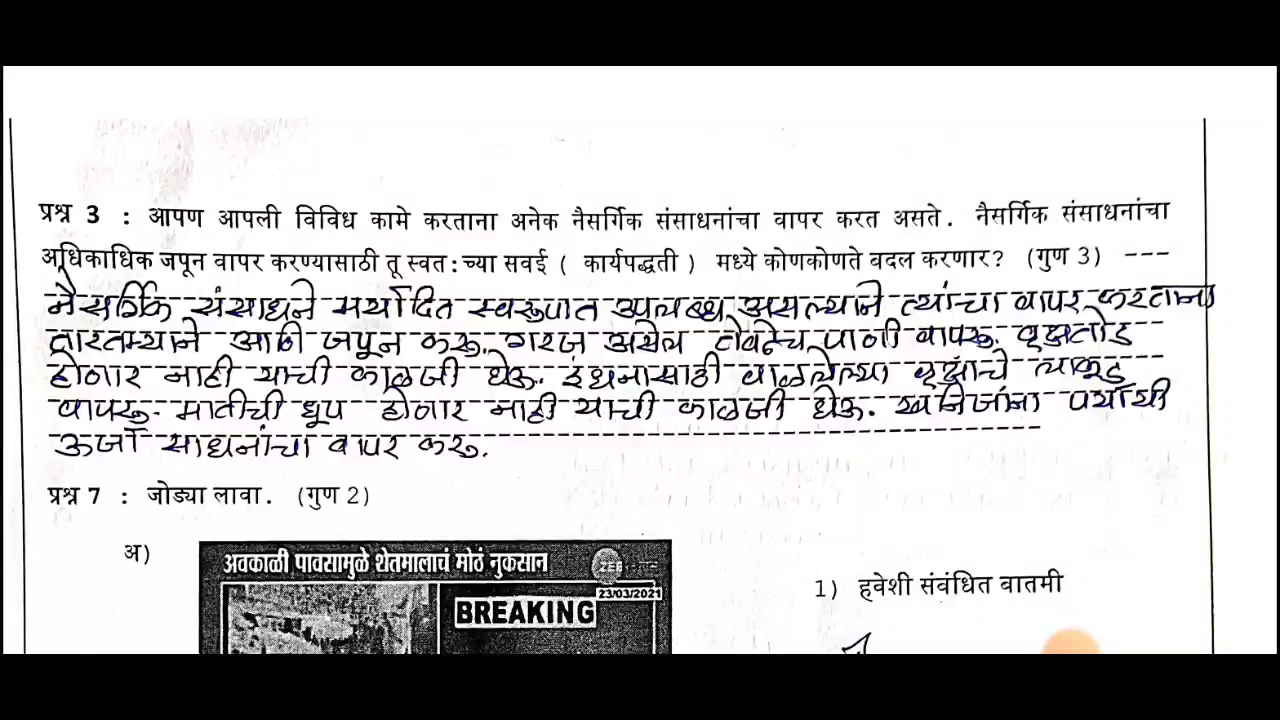 प्रश्न 3 : आपण आपली विविध कामे करताना अनेक नैसर्गिक संसाधनांचा वापर करत असते. नैसर्गिक संसाधनांचा
अधिकाधिक जपून वापर करण्यासाठी तू स्वत:च्या सवई ( कार्यपद्धती ) मध्ये कोणकोणते बदल करणार? (गुण 3) ---
नैसर्गिक संसाधने मर्यादित स्वरुपात उपलब्ध असल्याने त्यांचा वापर करताना
तारतम्याने आणि जपून करू. गरज असेल तेवढेच पाणी वापरू. वृक्षतोड
होणार नाही याची काळजी घेऊ. इंधनासाठी वाळलेल्या वृक्षांचे लाकूड
वापरू. मातीची धूप होणार नाही याची काळजी घेऊ. खनिजांना पर्यायी
ऊर्जा साधनांचा वापर करू.
प्रश्न 7 : जोड्या लावा. (गुण 2)
अ)
अवकाळी पावसामुळे शेतमालाचं मोठं नुकसान
ZEE
23/03/2021
BREAKING
1) हवेशी संबंधित बातमी